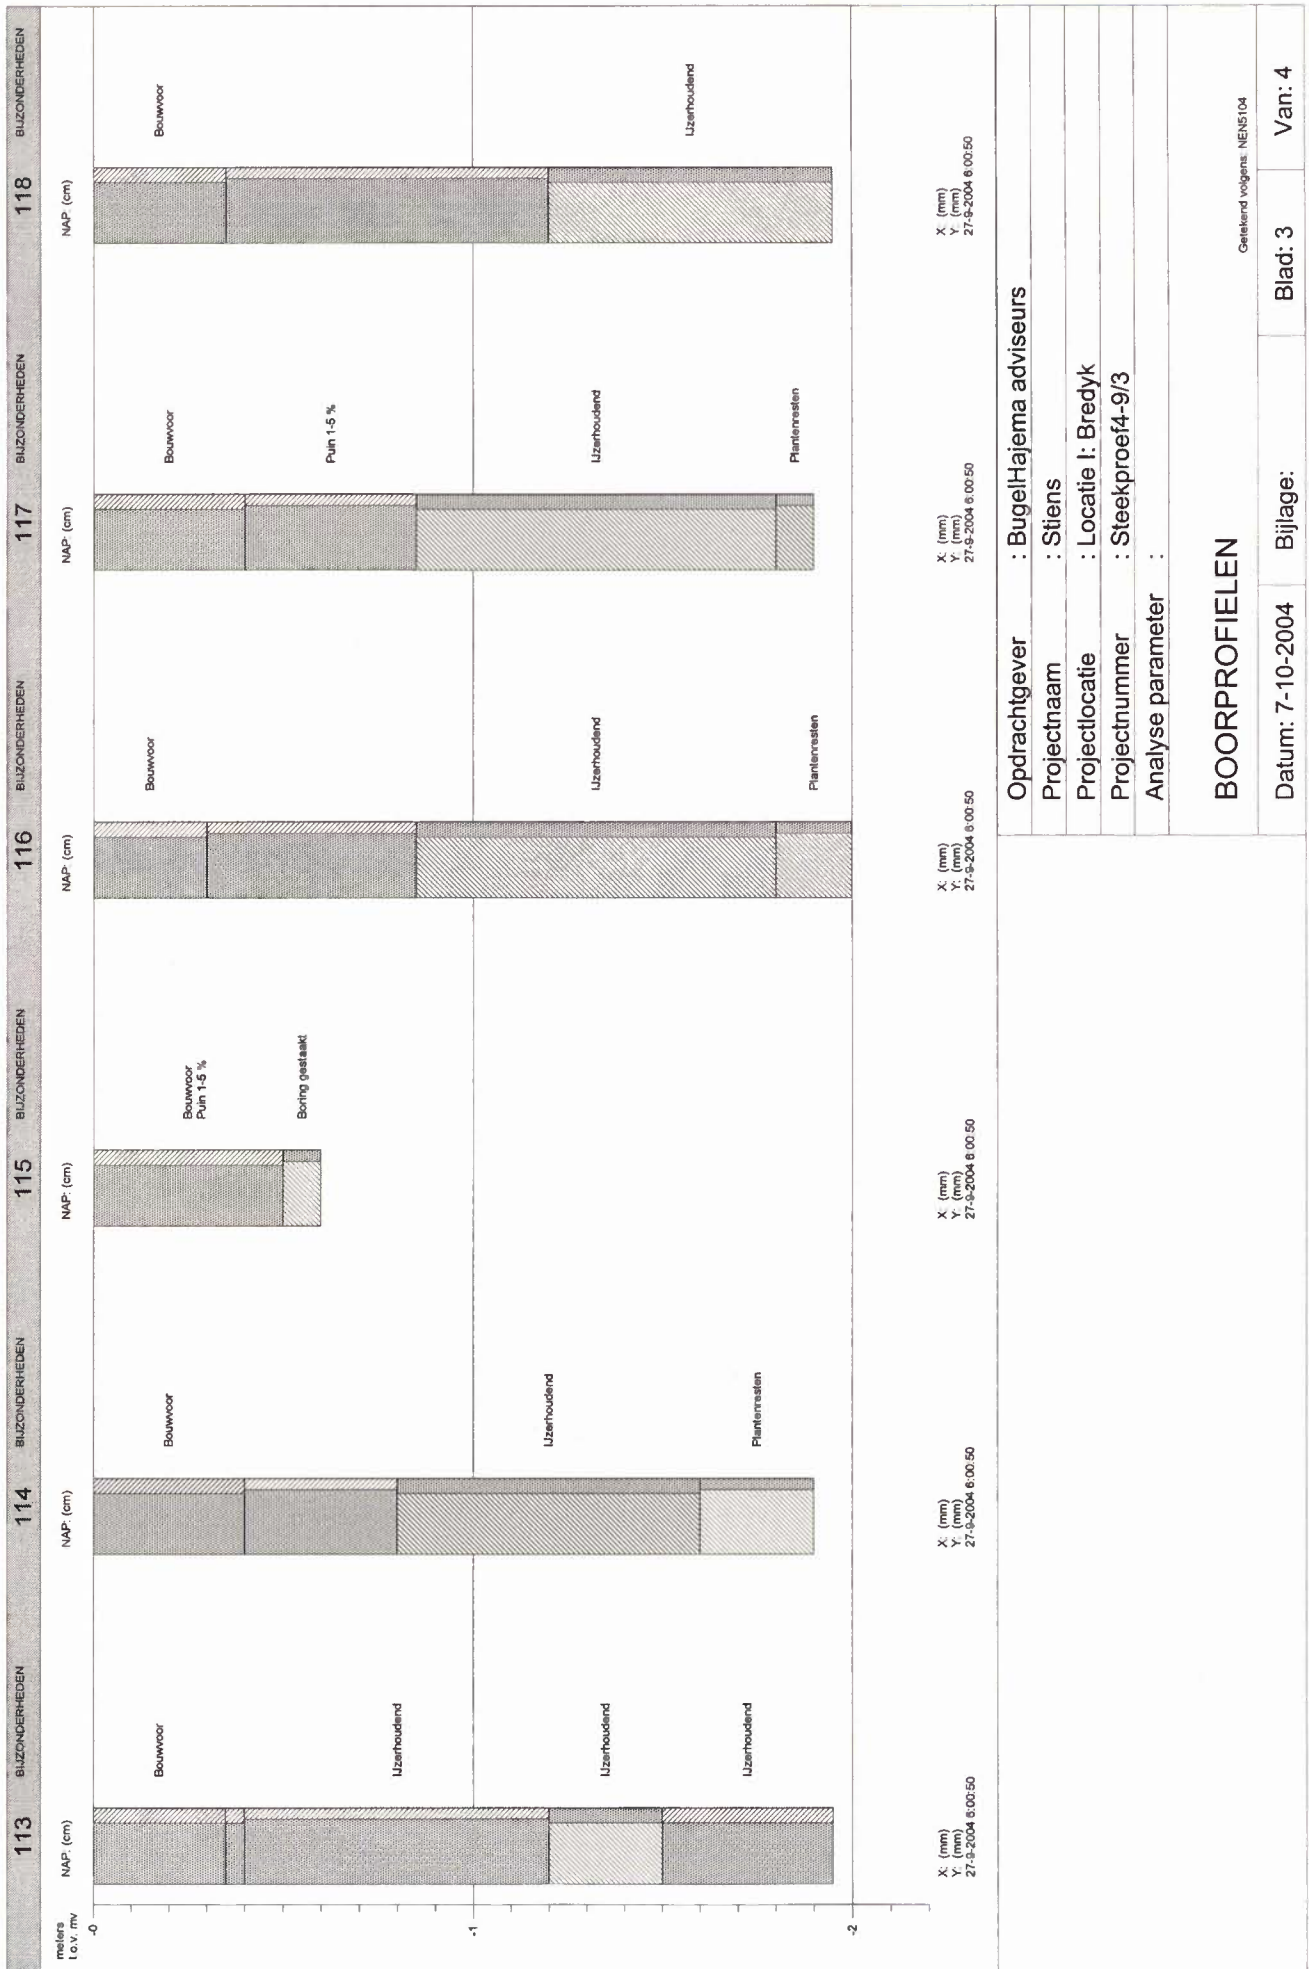 113 BIJZONDERHEDEN 114 BIJZONDERHEDEN 115 BIJZONDERHEDEN 116 BIJZONDERHEDEN 117 BIJZONDERHEDEN 118 BIJZONDERHEDEN
meters
t.o.v. mv
-0
-1
-2
NAP: (cm)
Bouwvoor
IJzerhoudend
IJzerhoudend
IJzerhoudend
X: (mm)
Y: (mm)
27-9-2004 6:00:50
NAP: (cm)
Bouwvoor
IJzerhoudend
Plantenresten
X: (mm)
Y: (mm)
27-9-2004 6:00:50
NAP: (cm)
Bouwvoor
Puin 1-5 %
Boring gestaakt
X: (mm)
Y: (mm)
27-9-2004 6:00:50
NAP: (cm)
Bouwvoor
IJzerhoudend
Plantenresten
X: (mm)
Y: (mm)
27-9-2004 6:00:50
NAP: (cm)
Bouwvoor
Puin 1-5 %
IJzerhoudend
Plantenresten
X: (mm)
Y: (mm)
27-9-2004 6:00:50
NAP: (cm)
Bouwvoor
IJzerhoudend
X: (mm)
Y: (mm)
27-9-2004 6:00:50
Opdrachtgever : BugelHajema adviseurs
Projectnaam : Stiens
Projectlocatie : Locatie I: Bredyk
Projectnummer : Steekproef4-9/3
Analyse parameter :
BOORPROFIELEN
Getekend volgens: NEN5104
Datum: 7-10-2004 Bijlage: Blad: 3 Van: 4